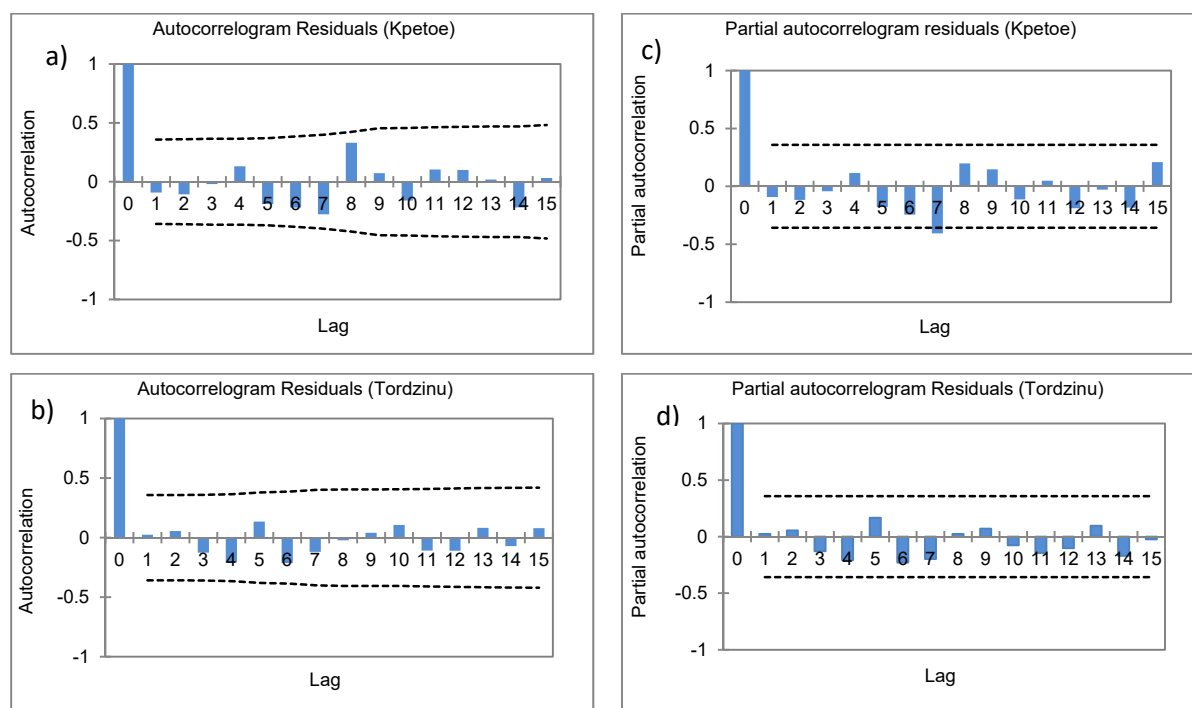 Autocorrelogram Residuals (Kpetoe)
a)
1
0.5
0
-0.5
-1
Autocorrelation
0 1 2 3 4 5 6 7 8 9 10 11 12 13 14 15
Lag
Partial autocorrelogram residuals (Kpetoe)
c)
1
0.5
0
-0.5
-1
Partial autocorrelation
0 1 2 3 4 5 6 7 8 9 10 11 12 13 14 15
Lag
Autocorrelogram Residuals (Tordzinu)
b)
1
0.5
0
-0.5
-1
Autocorrelation
0 1 2 3 4 5 6 7 8 9 10 11 12 13 14 15
Lag
Partial autocorrelogram Residuals (Tordzinu)
d)
1
0.5
0
-0.5
-1
Partial autocorrelation
0 1 2 3 4 5 6 7 8 9 10 11 12 13 14 15
Lag